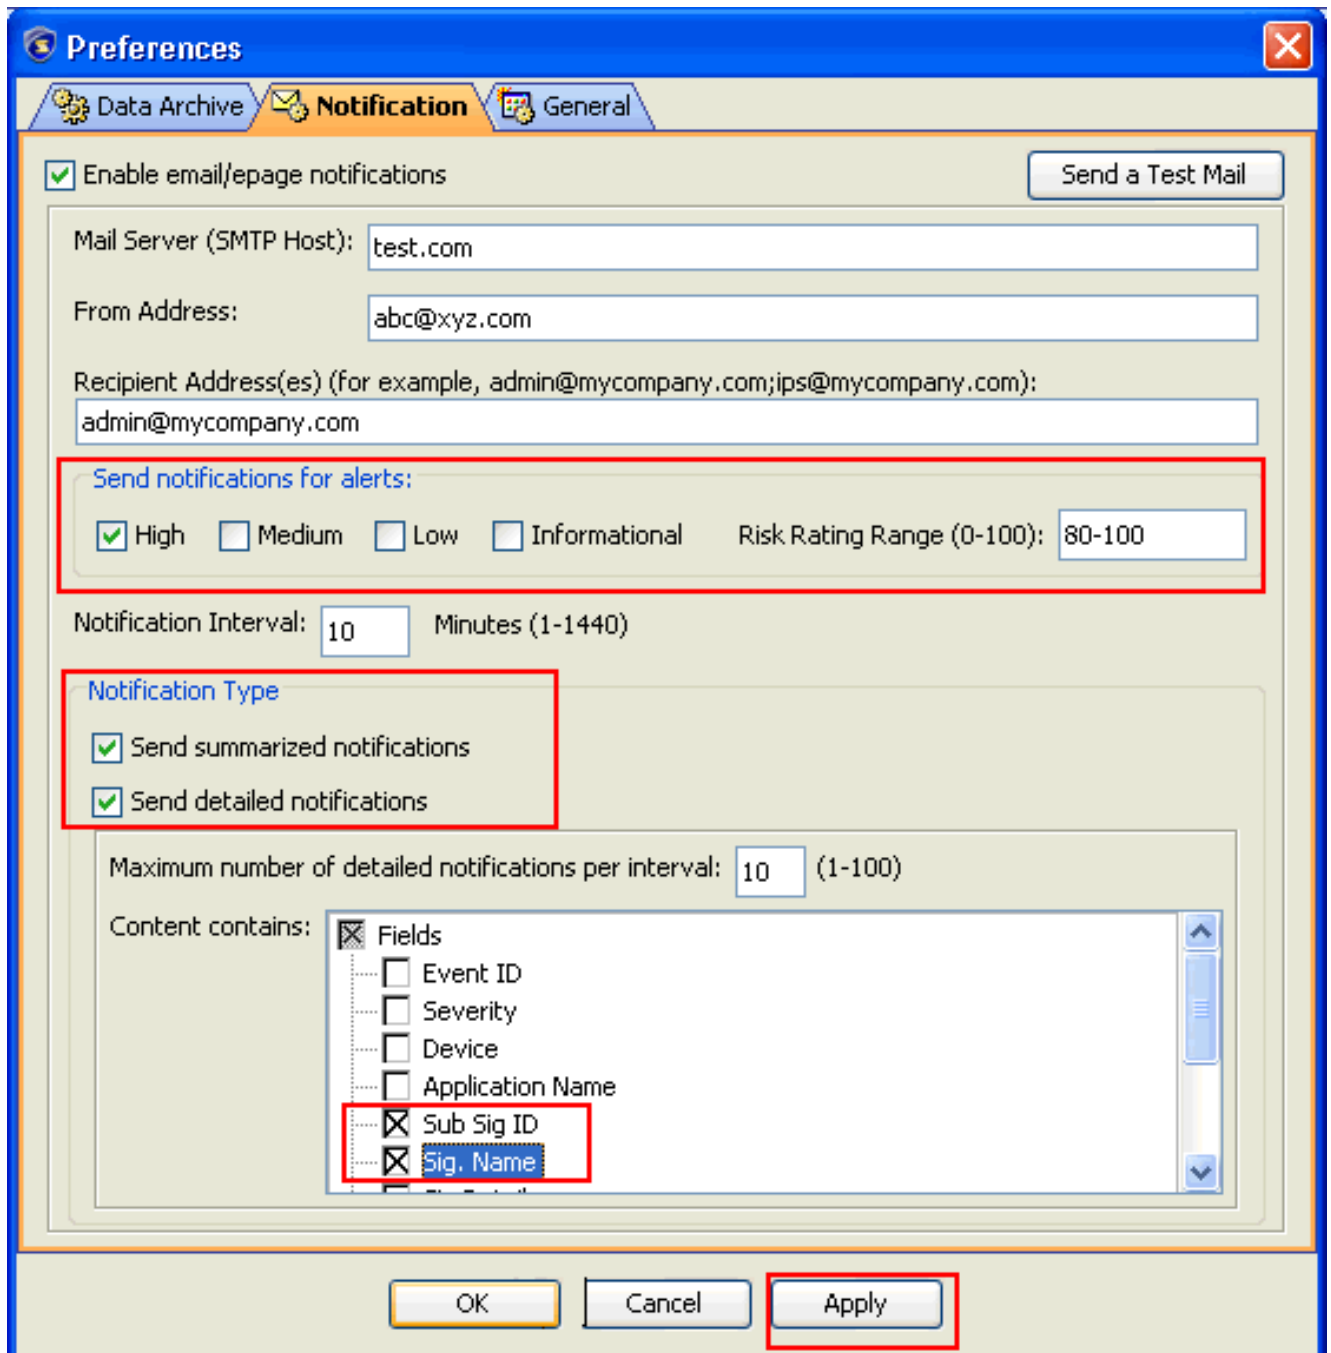 Preferences
Data Archive Notification General
Enable email/epage notifications Send a Test Mail
Mail Server (SMTP Host): test.com
From Address: abc@xyz.com
Recipient Address(es) (for example, admin@mycompany.com;ips@mycompany.com):
admin@mycompany.com
Send notifications for alerts:
High Medium Low Informational Risk Rating Range (0-100): 80-100
Notification Interval: 10 Minutes (1-1440)
Notification Type
Send summarized notifications
Send detailed notifications
Maximum number of detailed notifications per interval: 10 (1-100)
Content contains: Fields
Event ID
Severity
Device
Application Name
Sub Sig ID
Sig. Name
OK Cancel Apply